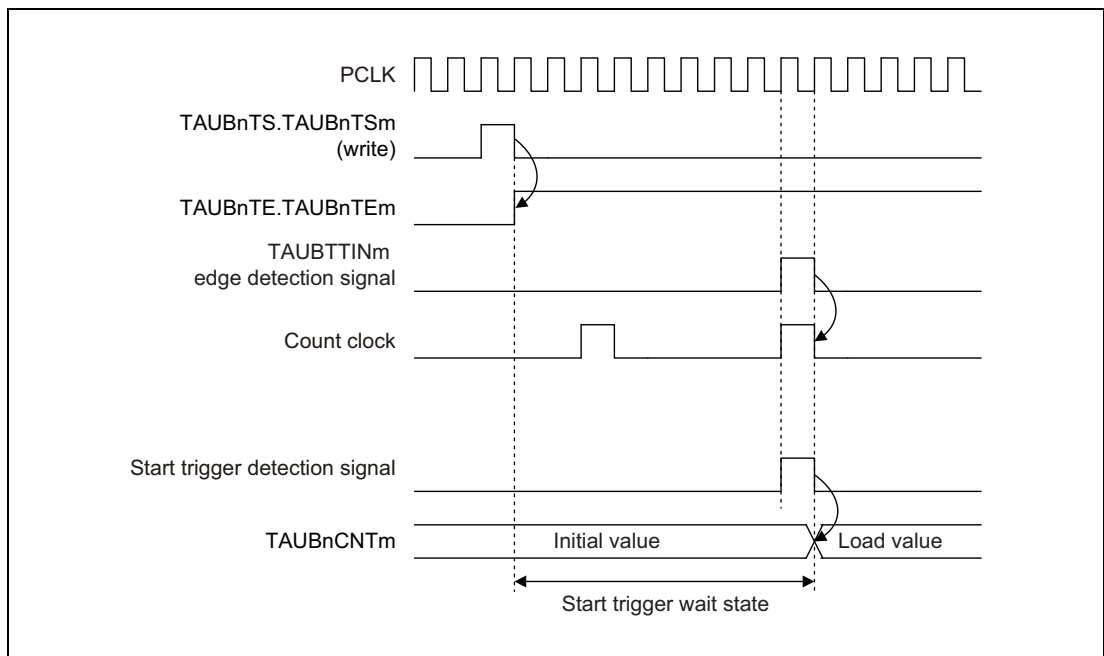 PCLK
TAUBnTS.TAUBnTSm
(write)
TAUBnTE.TAUBnTEm
TAUBTTINm
edge detection signal
Count clock
Start trigger detection signal
TAUBnCNTm
Initial value
Load value
Start trigger wait state